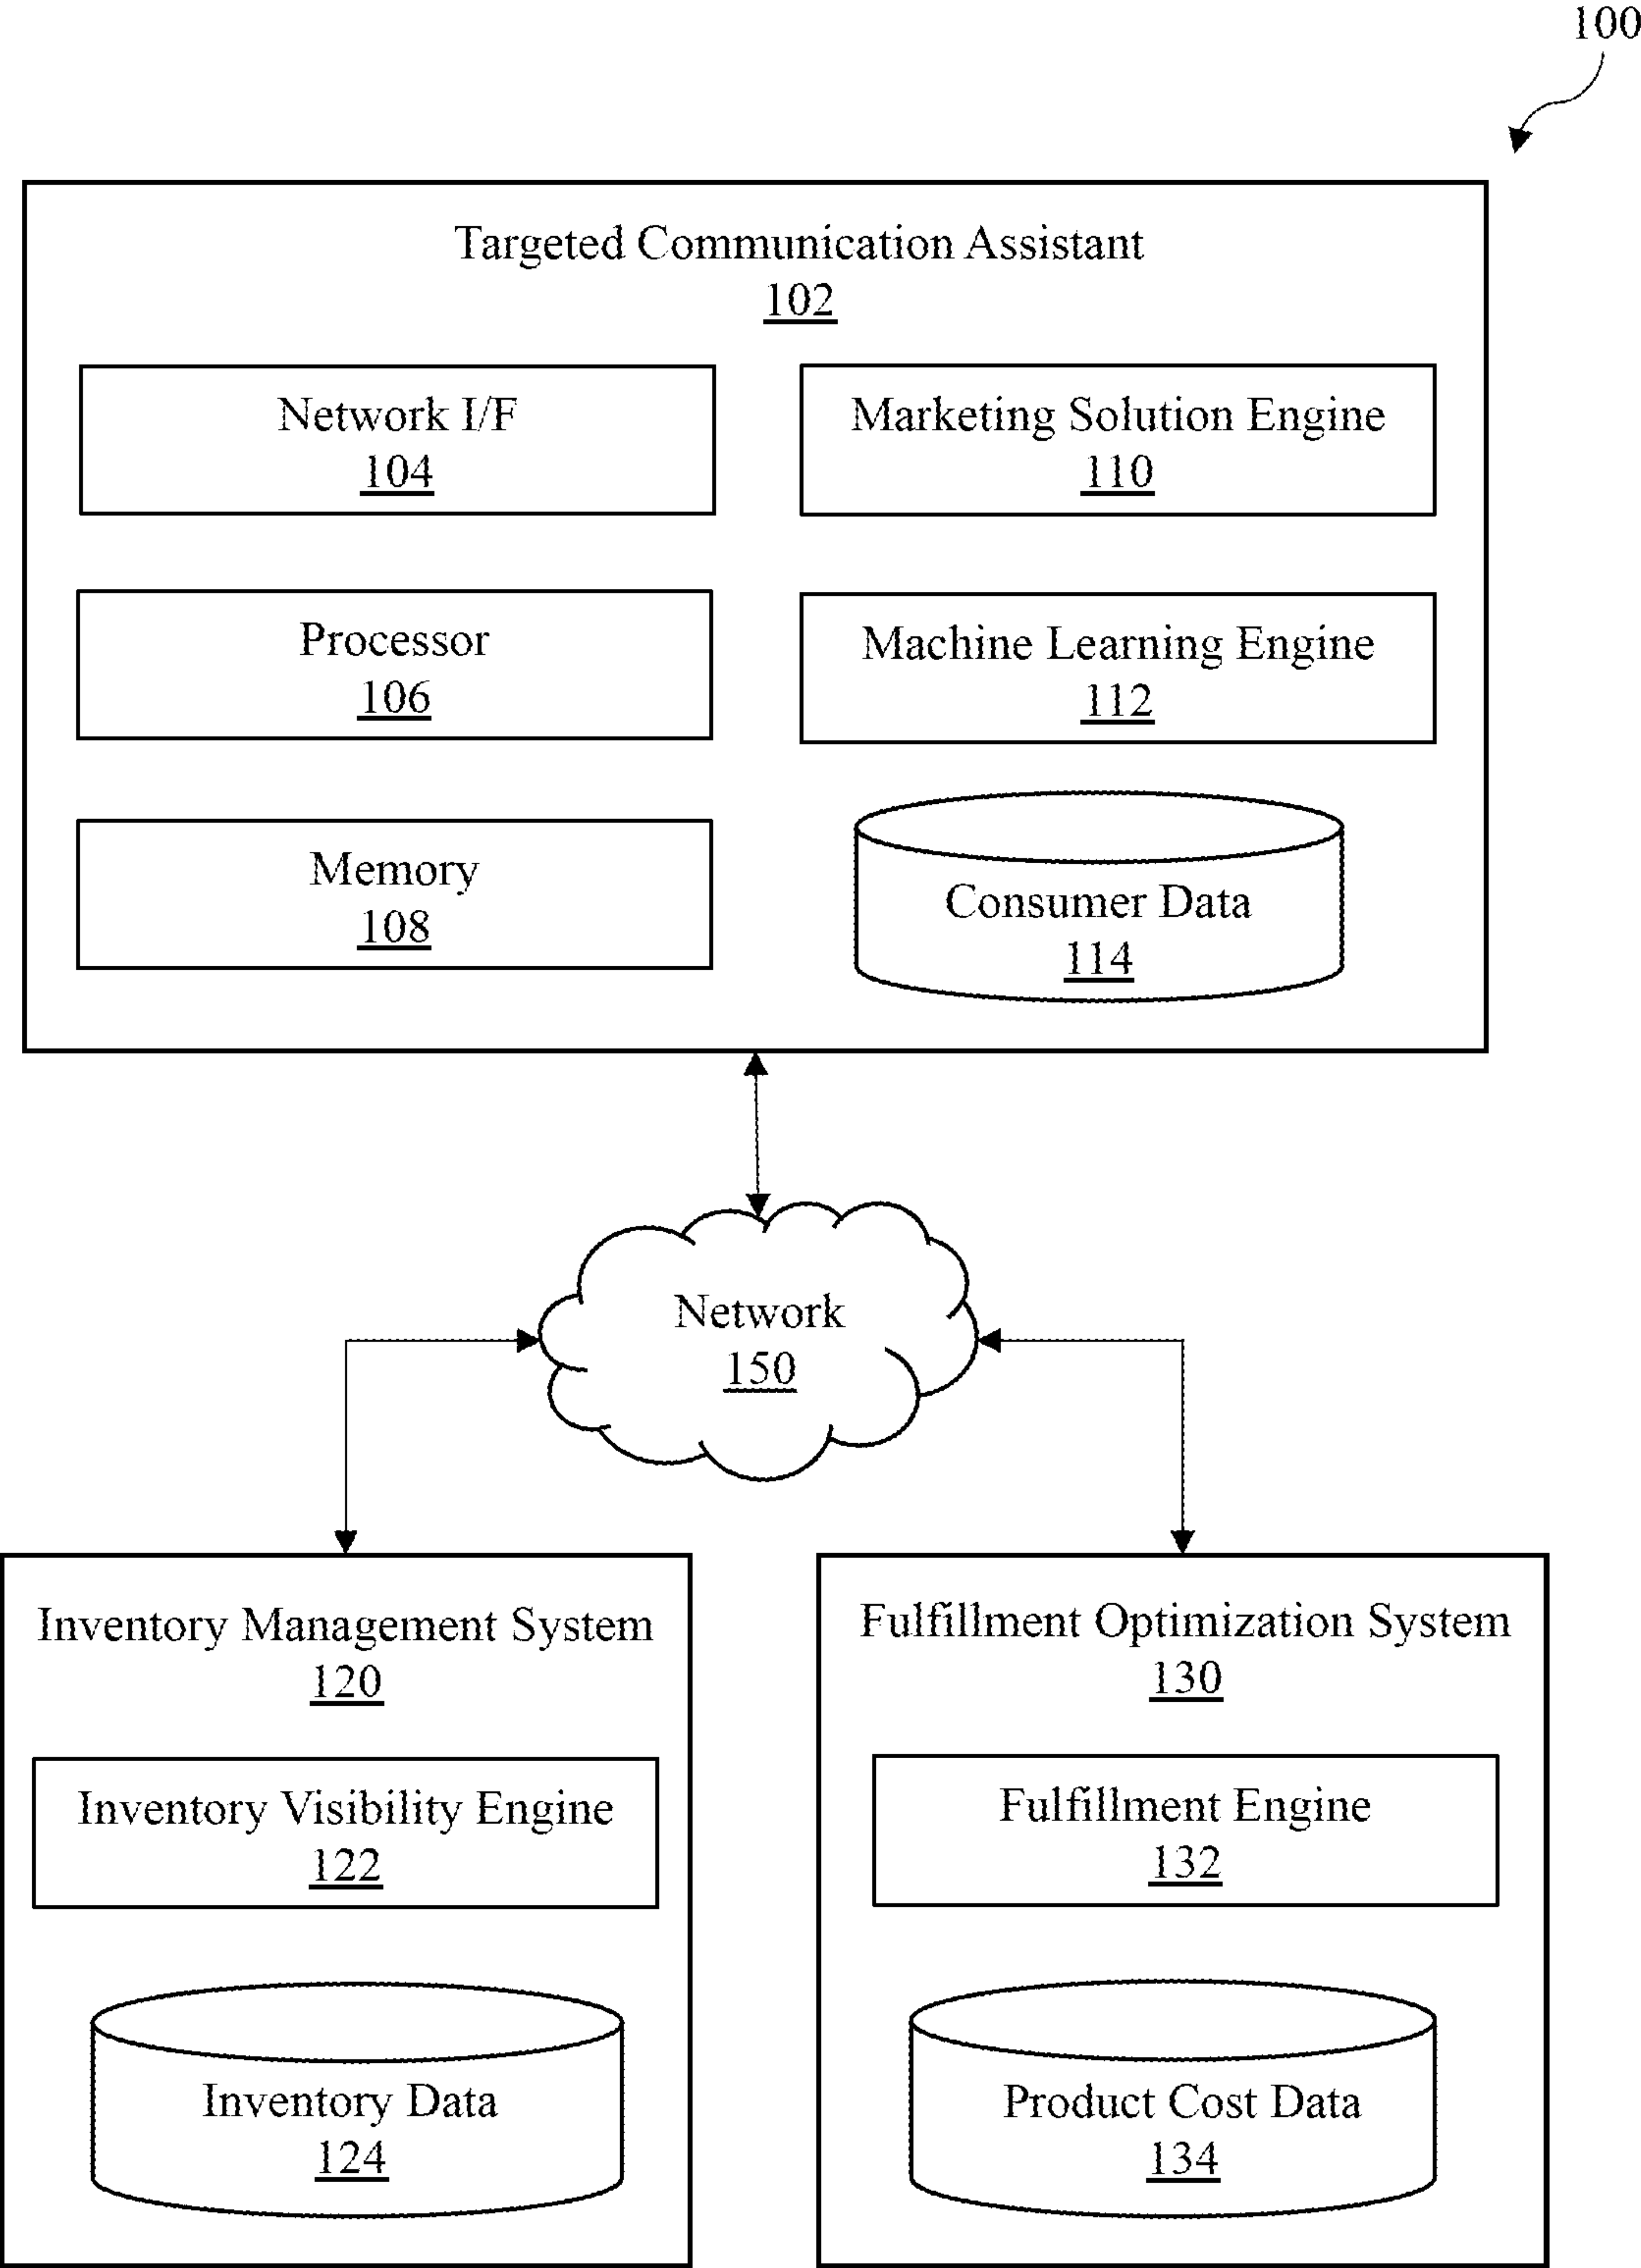 100
Targeted Communication Assistant
102
Network I/F
104
Marketing Solution Engine
110
Processor
106
Machine Learning Engine
112
Memory
108
Consumer Data
114
Network
150
Inventory Management System
120
Inventory Visibility Engine
122
Inventory Data
124
Fulfillment Optimization System
130
Fulfillment Engine
132
Product Cost Data
134